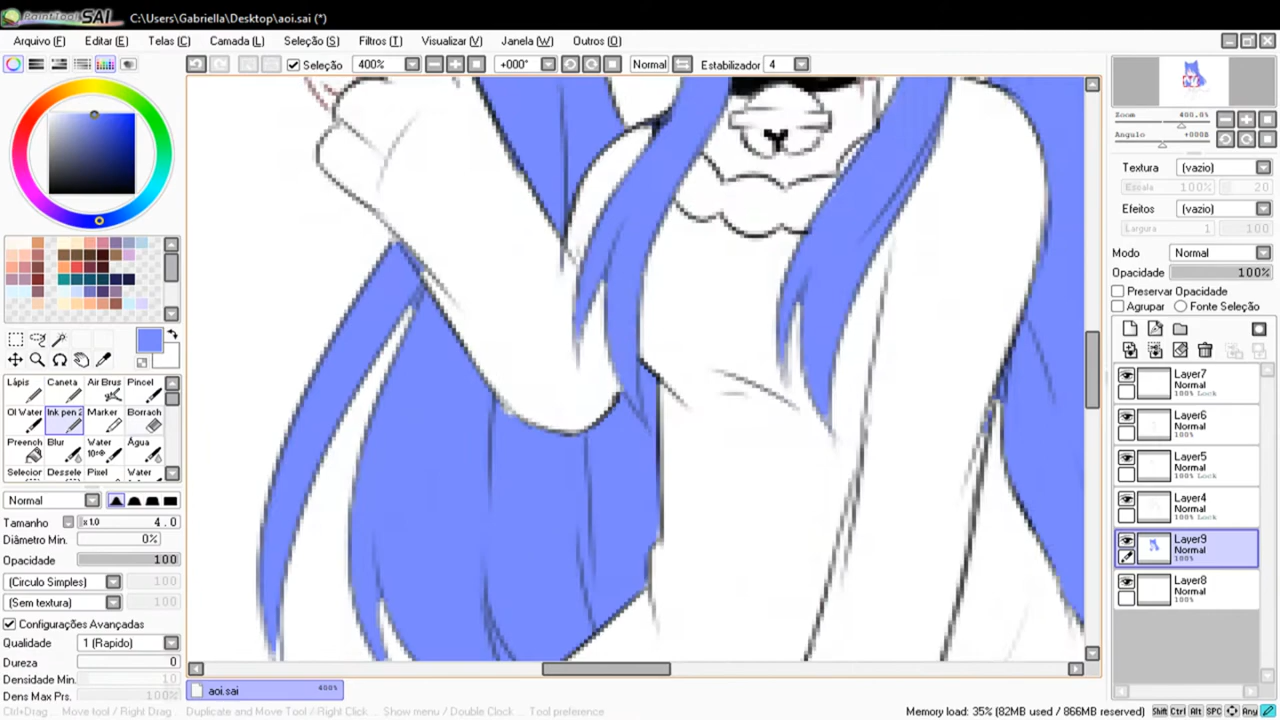 PaintTool SAI C:\Users\Gabriella\Desktop\aoi.sai (*)
Arquivo (F) Editar (E) Telas (C) Camada (L) Seleção (S) Filtros (T) Visualizar (V) Janela (W) Outros (O)
Seleção 400% +000° Normal Estabilizador 4
Zoom 400.0%
Angulo +000θ
Textura (vazio)
Escala 100% 20
Efeitos (vazio)
Largura 1 100
Modo Normal
Opacidade 100%
Preservar Opacidade
Agrupar Fonte Seleção
Layer7
Normal
100% Lock
Layer6
Normal
100%
Layer5
Normal
100% Lock
Layer4
Normal
100% Lock
Layer9
Normal
100%
Layer8
Normal
100%
Lápis Caneta Air Brus Pincel
Ol Water Ink pen 2 Marker Borrach
Preench Blur Water Água
Selecior Dessele Pixel Water
Normal
Tamanho x1.0 4.0
Diâmetro Min. 0%
Opacidade 100
(Circulo Simples) 100
(Sem textura) 100
Configurações Avançadas
Qualidade 1 (Rapido)
Dureza 0
Densidade Min. 10
Dens Max Prs. 100%
aoi.sai 400%
Ctrl+Drag... Move tool / Right Drag... Duplicate and Move Tool / Right Click... Show menu / Double Clock... Tool preference
Memory load: 35% (82MB used / 866MB reserved) Shift Ctrl Alt SPC Any